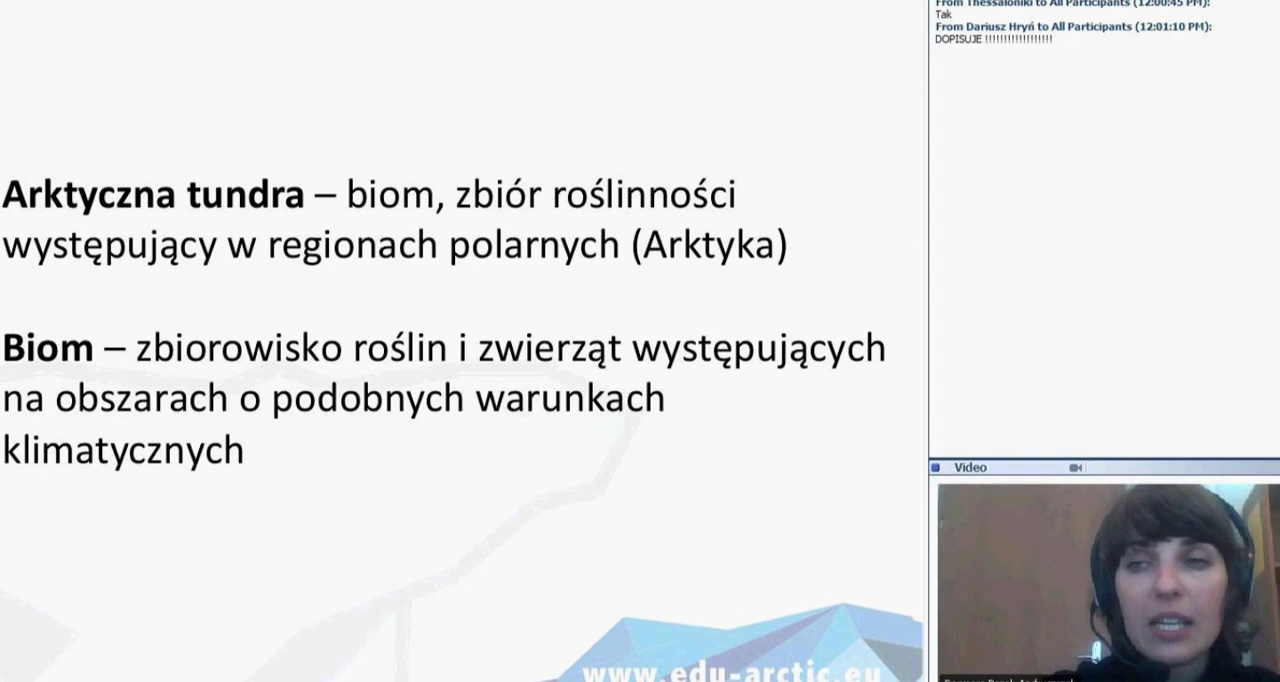 Arktyczna tundra – biom, zbiór roślinności
występujący w regionach polarnych (Arktyka)
Biom – zbiorowisko roślin i zwierząt występujących
na obszarach o podobnych warunkach
klimatycznych
www.edu-arctic.eu
From Thessaloniki to All Participants (12:00:45 PM):
Tak
From Dariusz Hryń to All Participants (12:01:10 PM):
DOPISUJE !!!!!!!!!!!!!!!!!!
Video